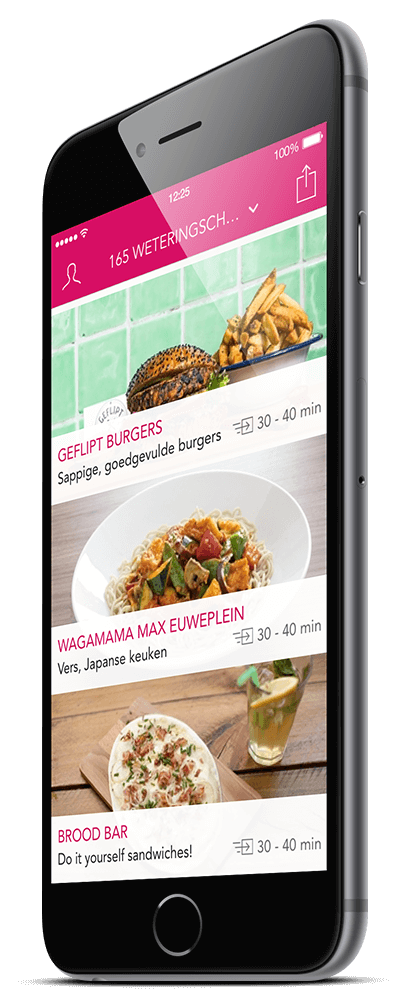 100%
12:25
165 WETERINGSCH...
GEFLIPT
GEFLIPT BURGERS
Sappige, goedgevulde burgers
30 - 40 min
WAGAMAMA MAX EUWEPLEIN
Vers, Japanse keuken
30 - 40 min
BROOD BAR
Do it yourself sandwiches!
30 - 40 min